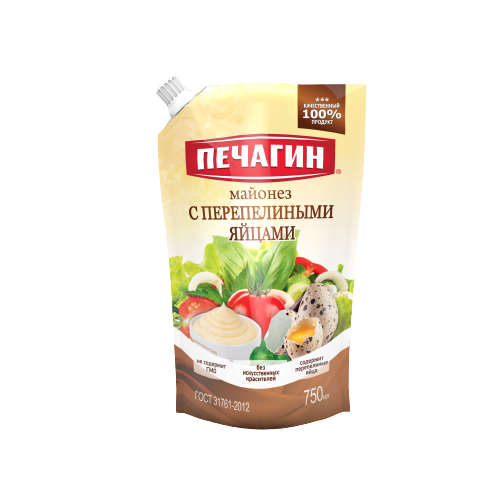 ★★★
КАЧЕСТВЕННЫЙ
100%
ПРОДУКТ
ПЕЧАГИН®
майонез
С ПЕРЕПЕЛИНЫМИ
ЯЙЦАМИ
не содержит
ГМО
без
искусственных
красителей
содержит
перепелиные
яйца
ГОСТ 31761-2012
750мл